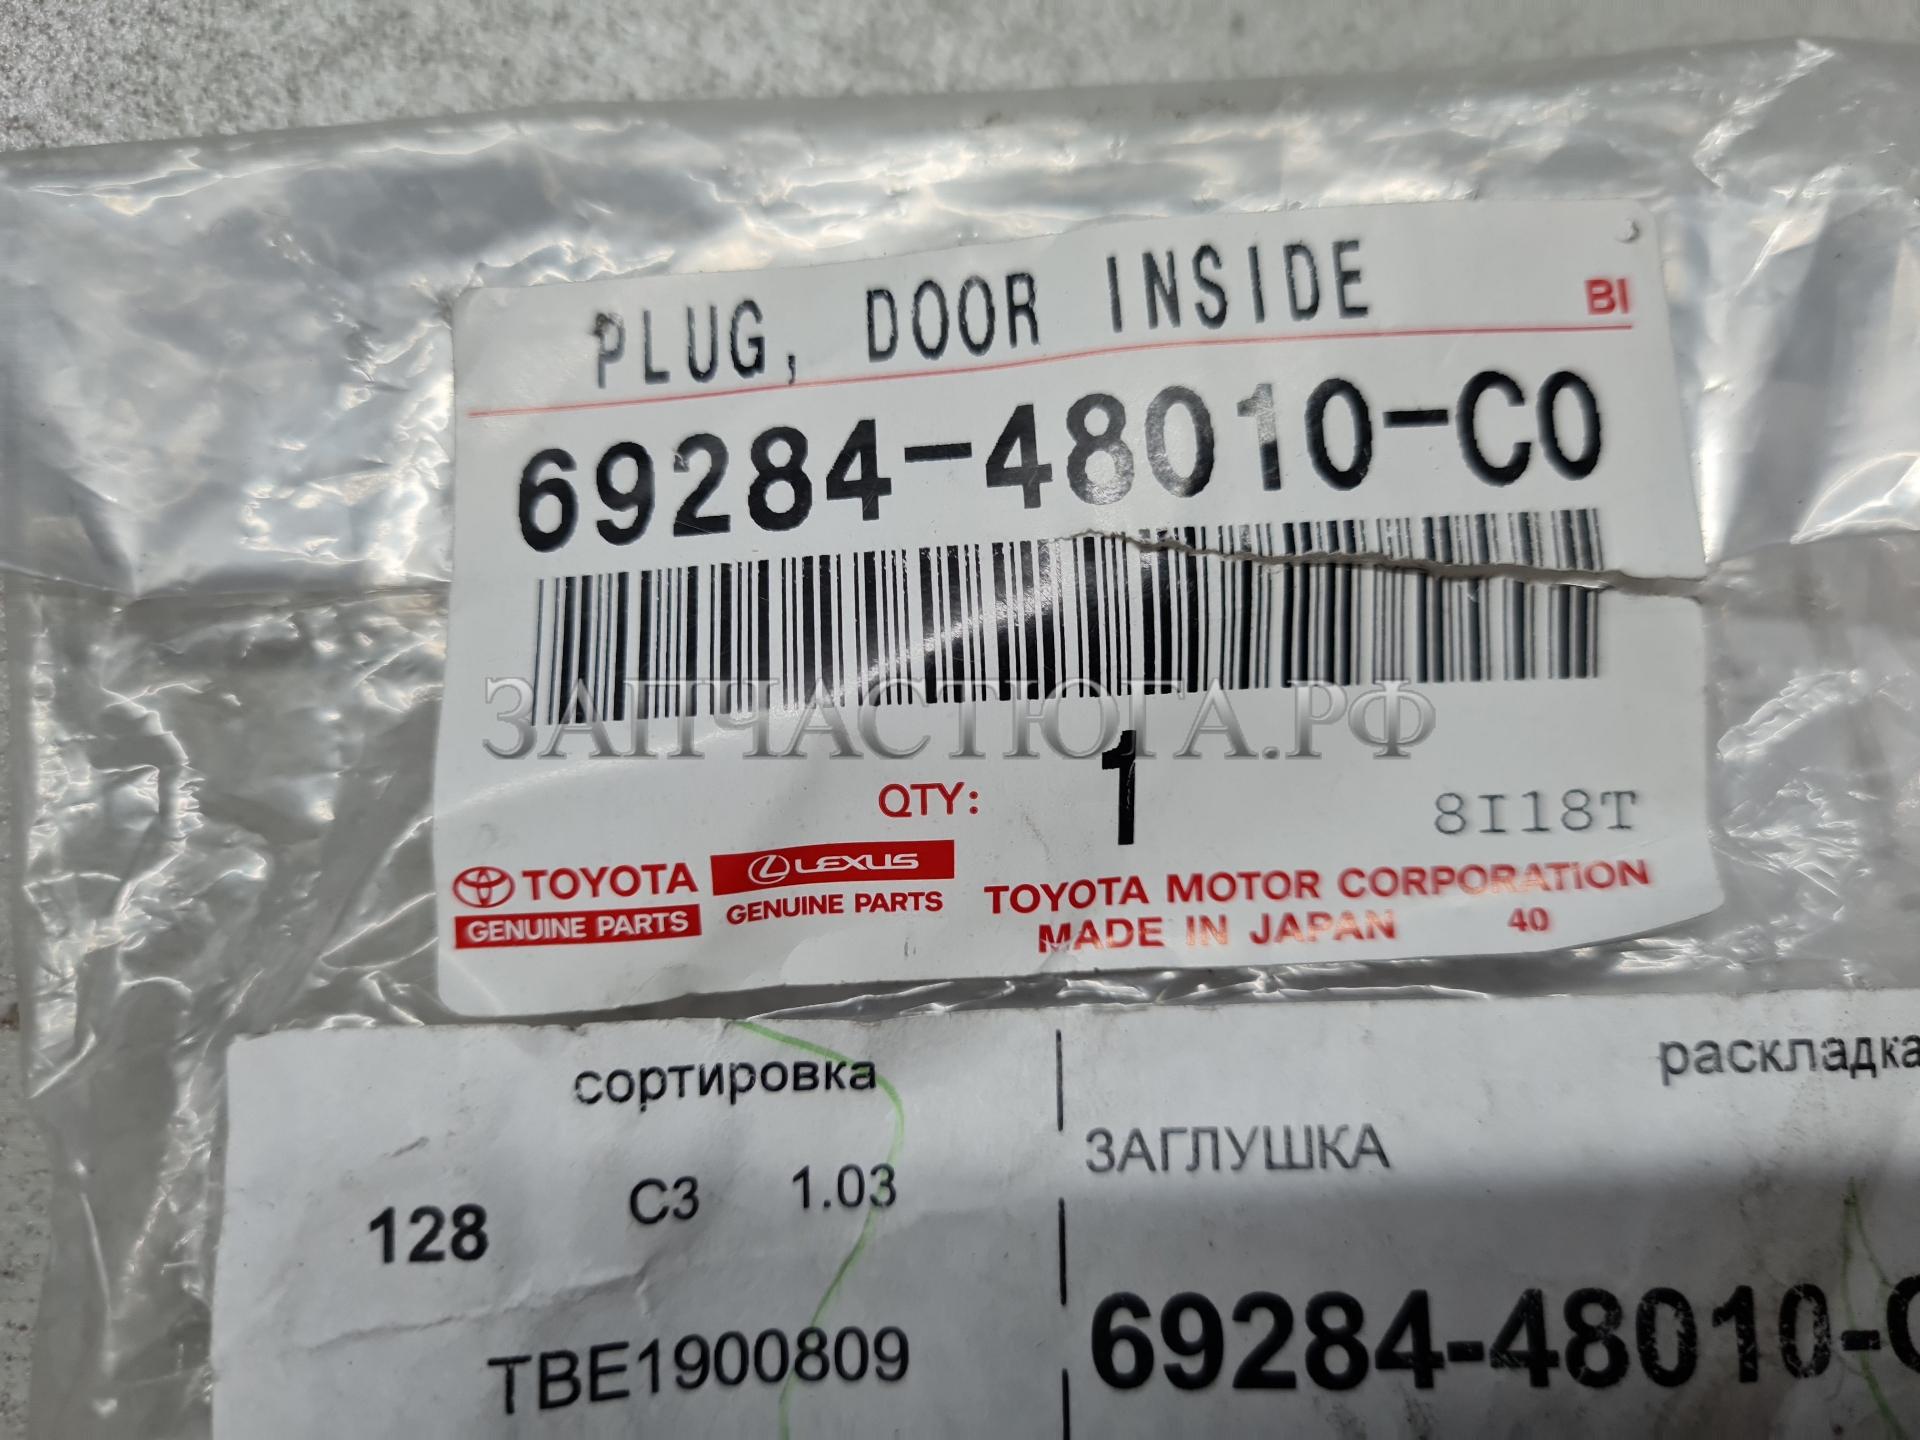 PLUG, DOOR INSIDE
BI
69284-48010-C0
ЗАПЧАСТЮГА.РФ
QTY: 1
8I18T
TOYOTA
GENUINE PARTS
LEXUS
GENUINE PARTS
TOYOTA MOTOR CORPORATION
MADE IN JAPAN 40
сортировка
раскладка
ЗАГЛУШКА
128 C3 1.03
69284-48010-
TBE1900809